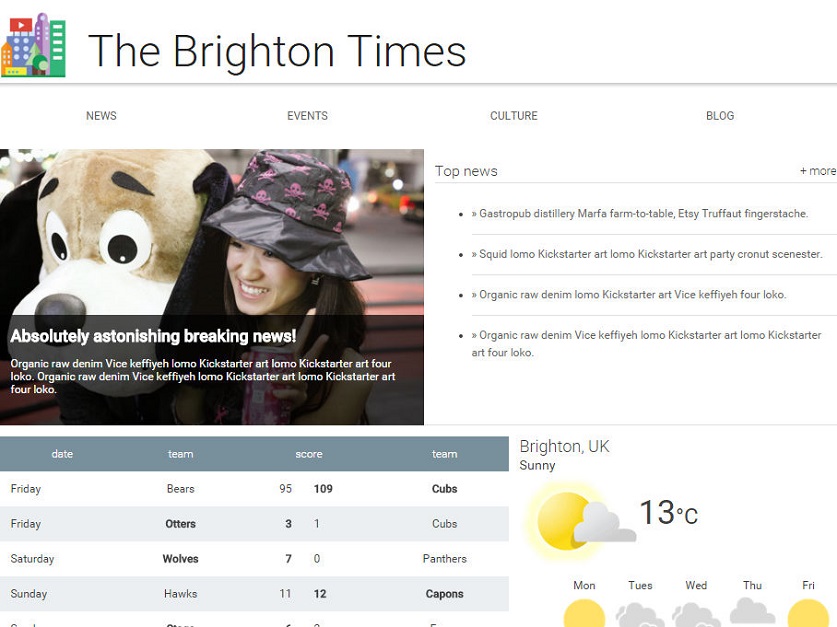 The Brighton Times
NEWS EVENTS CULTURE BLOG
Absolutely astonishing breaking news!
Organic raw denim Vice keffiyeh lomo Kickstarter art lomo Kickstarter art four
loko. Organic raw denim Vice keffiyeh lomo Kickstarter art lomo Kickstarter art
four loko.
Top news + more
» Gastropub distillery Marfa farm-to-table, Etsy Truffaut fingerstache.
» Squid lomo Kickstarter art lomo Kickstarter art party cronut scenester.
» Organic raw denim lomo Kickstarter art Vice keffiyeh four loko.
» Organic raw denim Vice keffiyeh lomo Kickstarter art lomo Kickstarter
art four loko.
date team score team
Friday Bears 95 109 Cubs
Friday Otters 3 1 Cubs
Saturday Wolves 7 0 Panthers
Sunday Hawks 11 12 Capons
Brighton, UK
Sunny
13°C
Mon Tues Wed Thu Fri